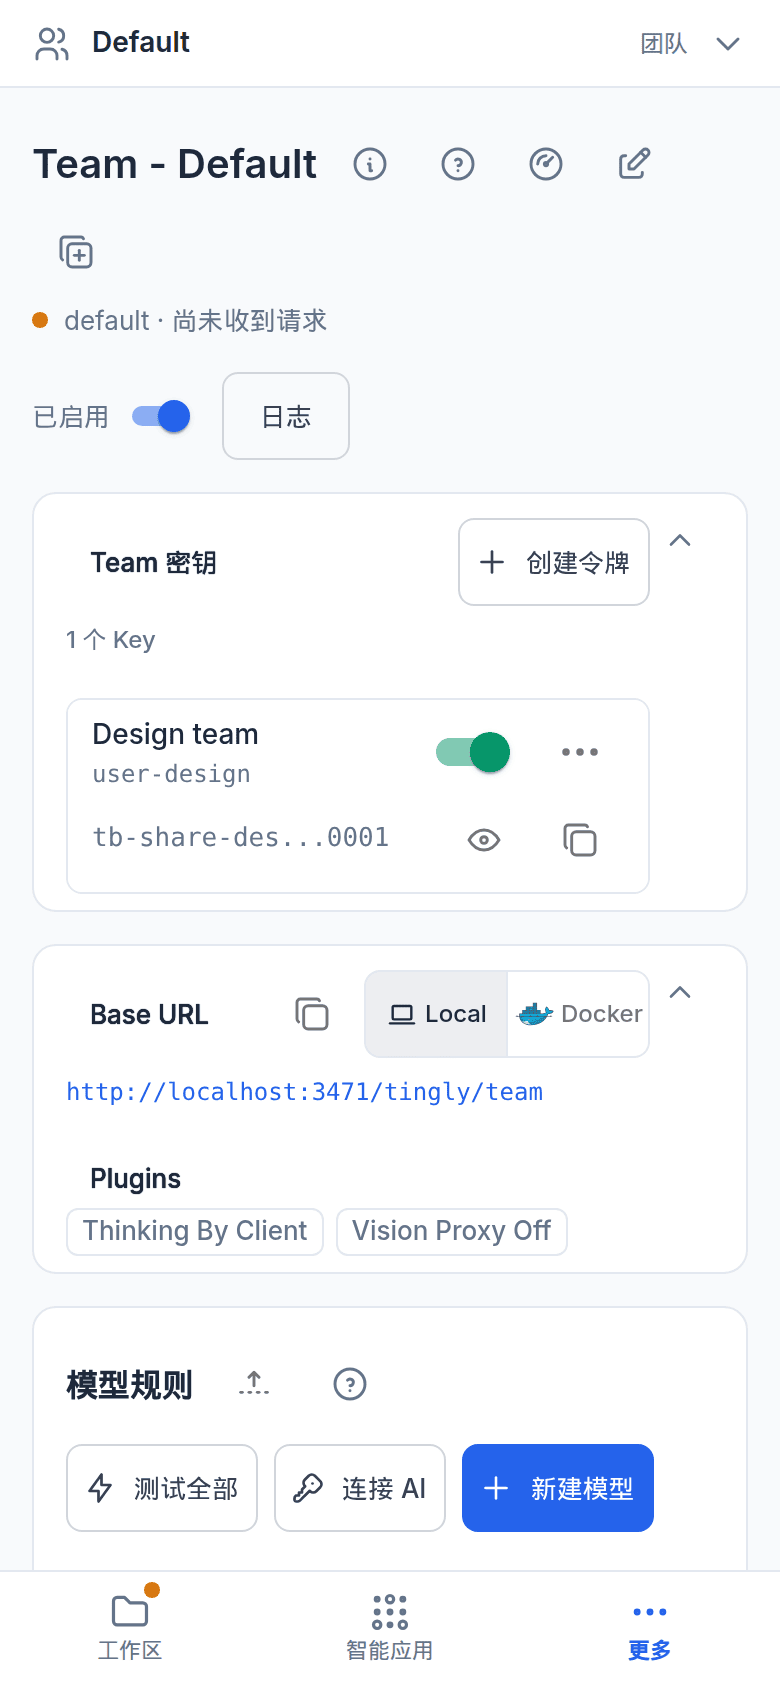 Default
团队
Team - Default
default · 尚未收到请求
已启用
日志
Team 密钥
创建令牌
1 个 Key
Design team
user-design
tb-share-des...0001
Base URL
Local
Docker
http://localhost:3471/tingly/team
Plugins
Thinking By Client
Vision Proxy Off
模型规则
测试全部
连接 AI
新建模型
工作区
智能应用
更多